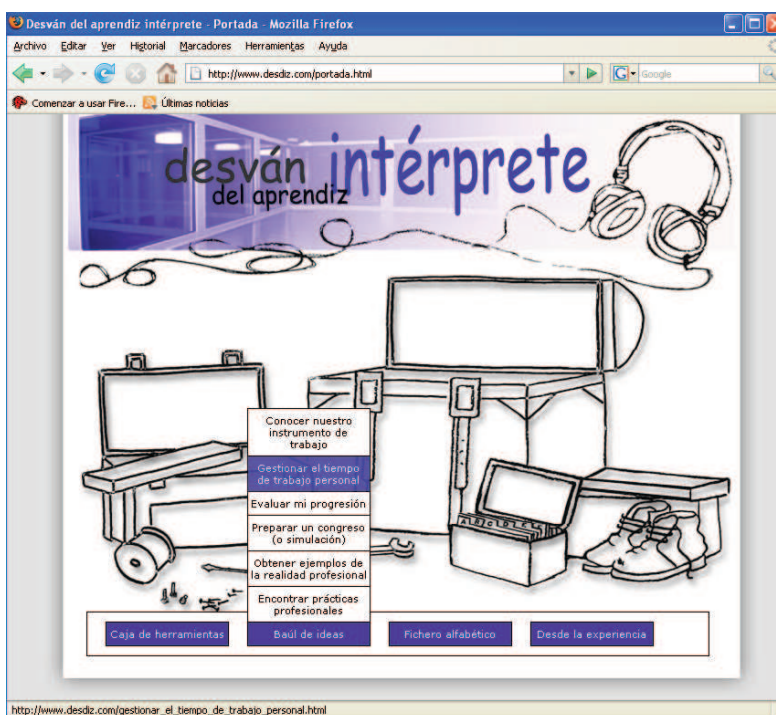 Desván del aprendiz intérprete - Portada - Mozilla Firefox
Archivo Editar Ver Historial Marcadores Herramientas Ayuda
http://www.desdiz.com/portada.html
G Google
Comenzar a usar Fire... Últimas noticias
desván intérprete
del aprendiz
Conocer nuestro
instrumento de
trabajo
Gestionar el tiempo
de trabajo personal
Evaluar mi progresión
Preparar un congreso
(o simulación)
Obtener ejemplos de
la realidad profesional
Encontrar prácticas
profesionales
A B C D E
Caja de herramientas Baúl de ideas Fichero alfabético Desde la experiencia
http://www.desdiz.com/gestionar_el_tiempo_de_trabajo_personal.html